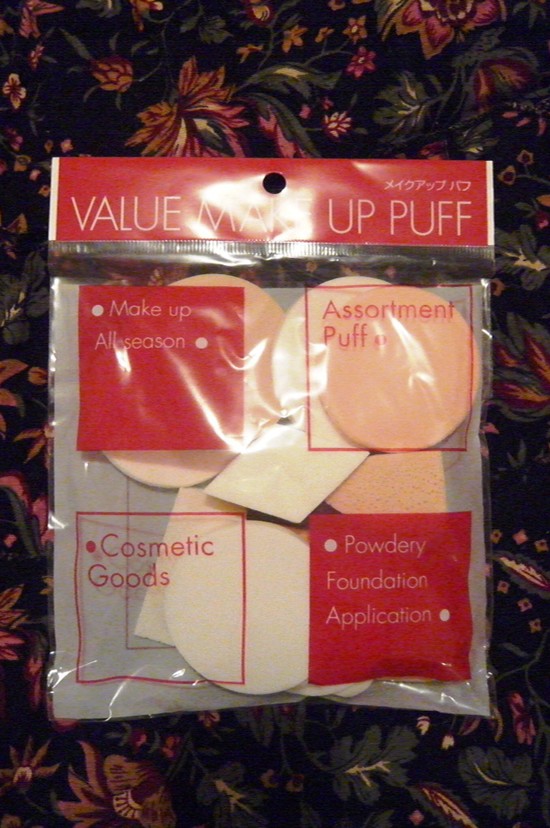 メイクアップ パフ
VALUE MAKE UP PUFF
● Make up
All season ●
Assortment
Puff ●
● Cosmetic
Goods
● Powdery
Foundation
Application ●